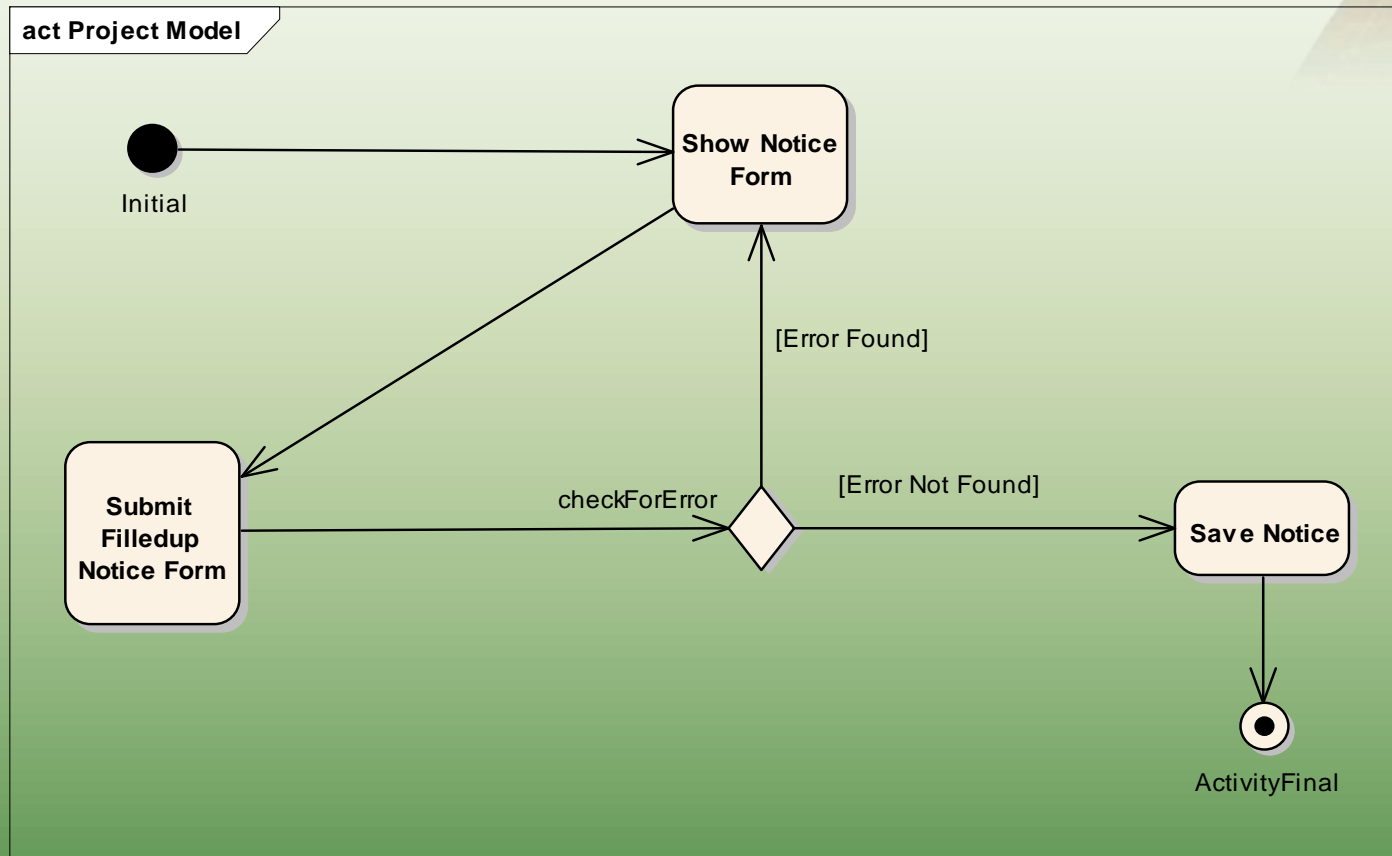 act Project Model
Show Notice
Form
Initial
[Error Found]
checkForError
[Error Not Found]
Submit
Filledup
Notice Form
Save Notice
ActivityFinal